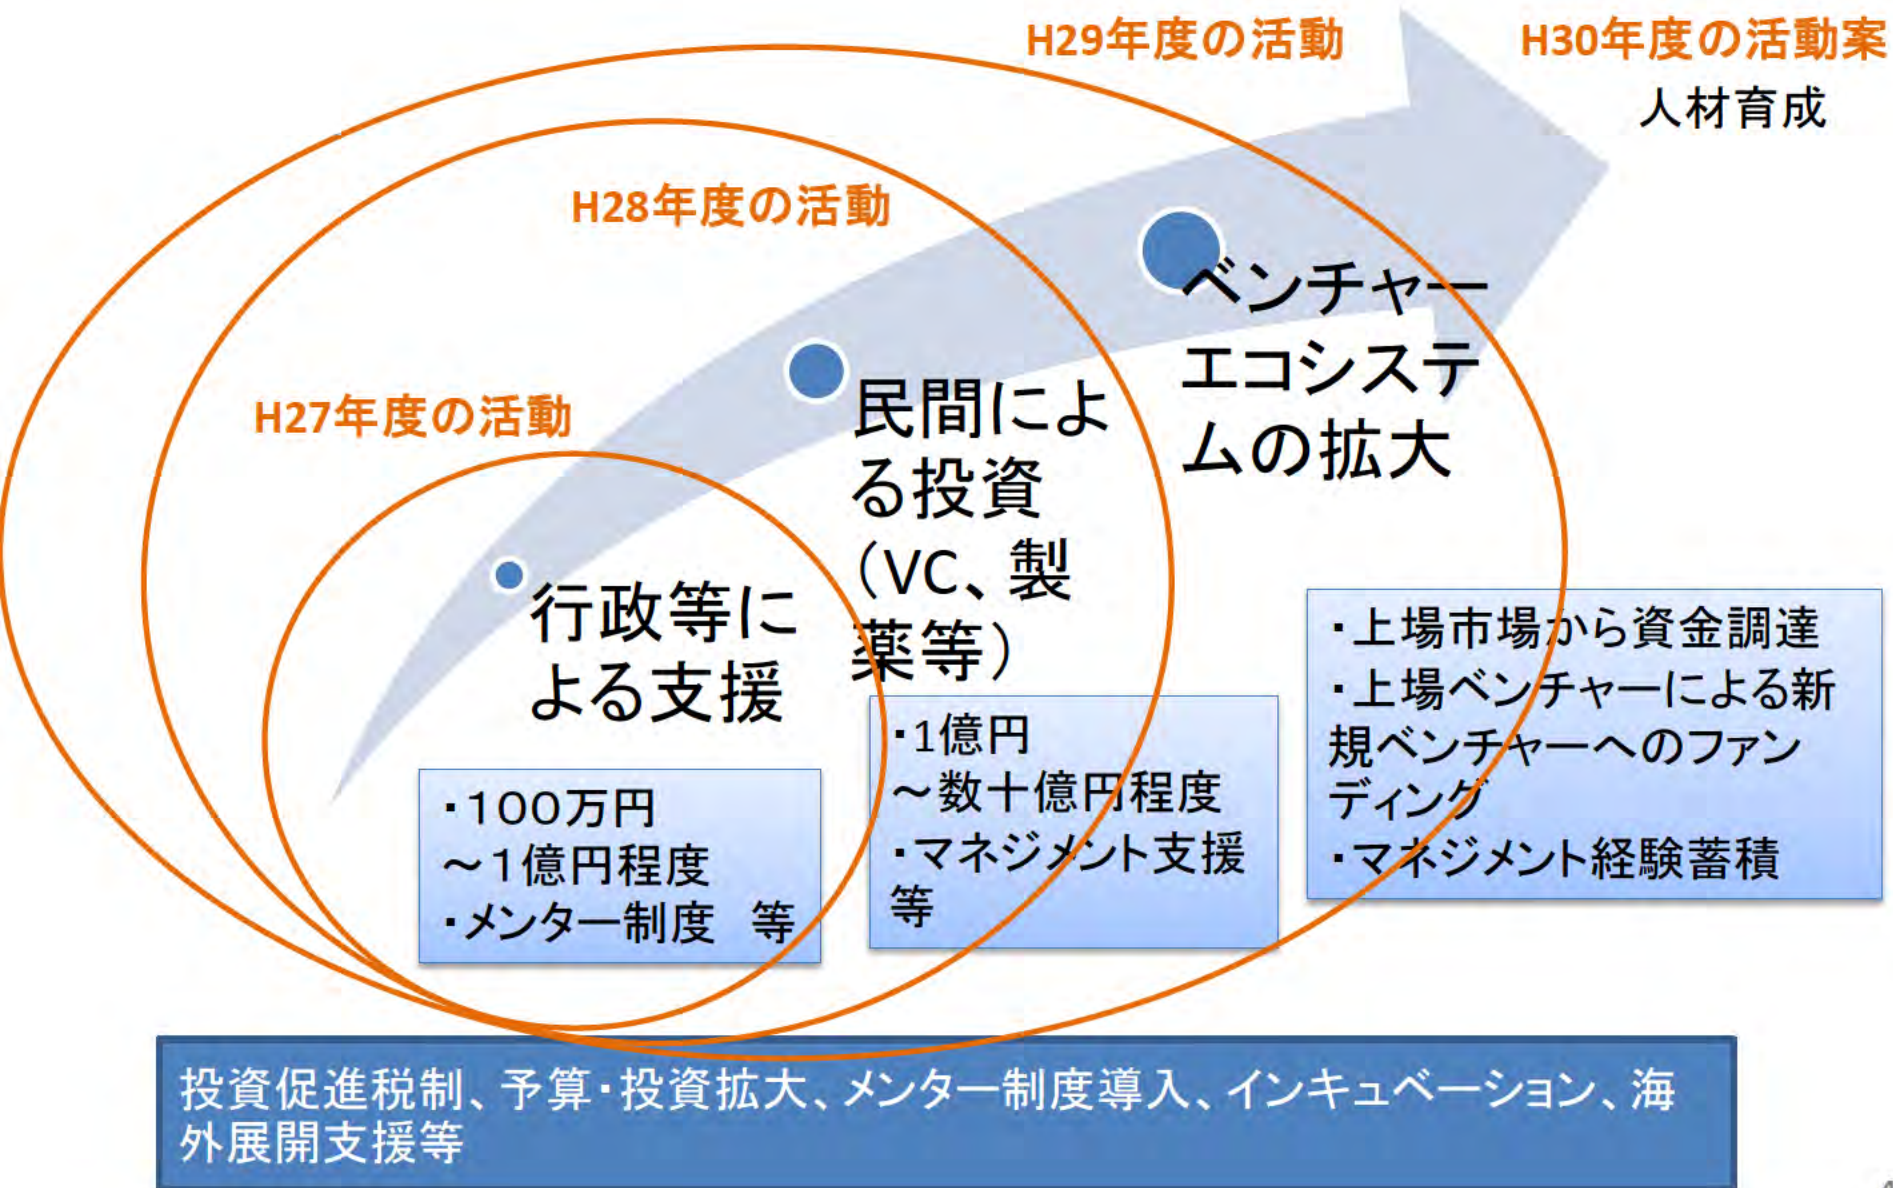 H29年度の活動
H30年度の活動案
人材育成
H28年度の活動
H27年度の活動
ベンチャー
エコシステ
ムの拡大
民間によ
る投資
（VC、製
薬等）
行政等に
よる支援
・100万円
～1億円程度
・メンター制度　等
・1億円
～数十億円程度
・マネジメント支援
等
・上場市場から資金調達
・上場ベンチャーによる新
規ベンチャーへのファン
ディング
・マネジメント経験蓄積
投資促進税制、予算・投資拡大、メンター制度導入、インキュベーション、海
外展開支援等